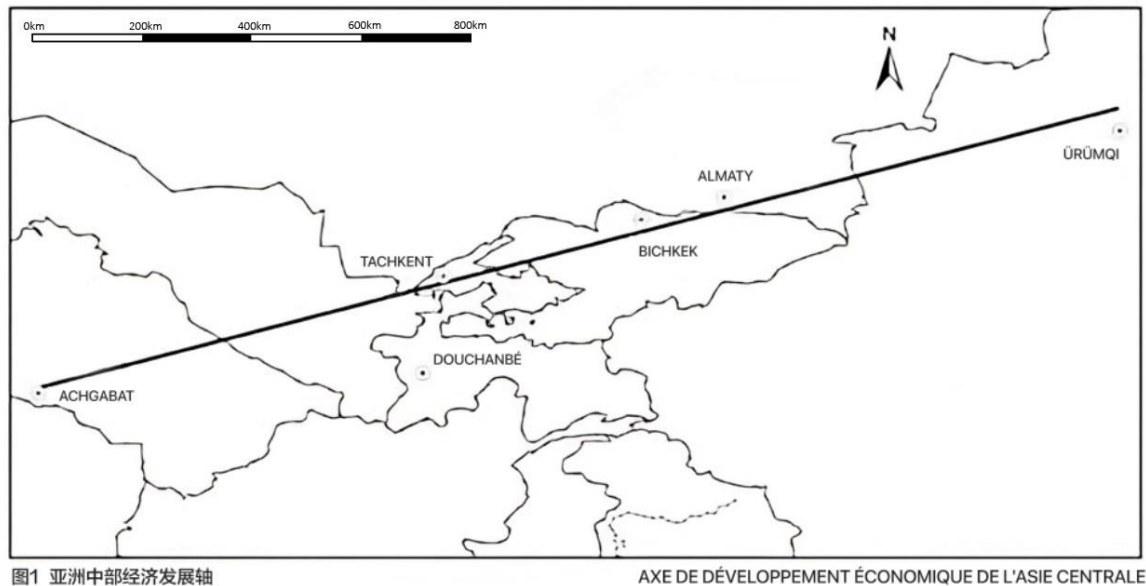 0km 200km 400km 600km 800km
N
ÜRÜMQI
ALMATY
BICHKEK
TACHKENT
DOUCHANBÉ
ACHGABAT
图1 亚洲中部经济发展轴
AXE DE DÉVELOPPEMENT ÉCONOMIQUE DE L'ASIE CENTRALE